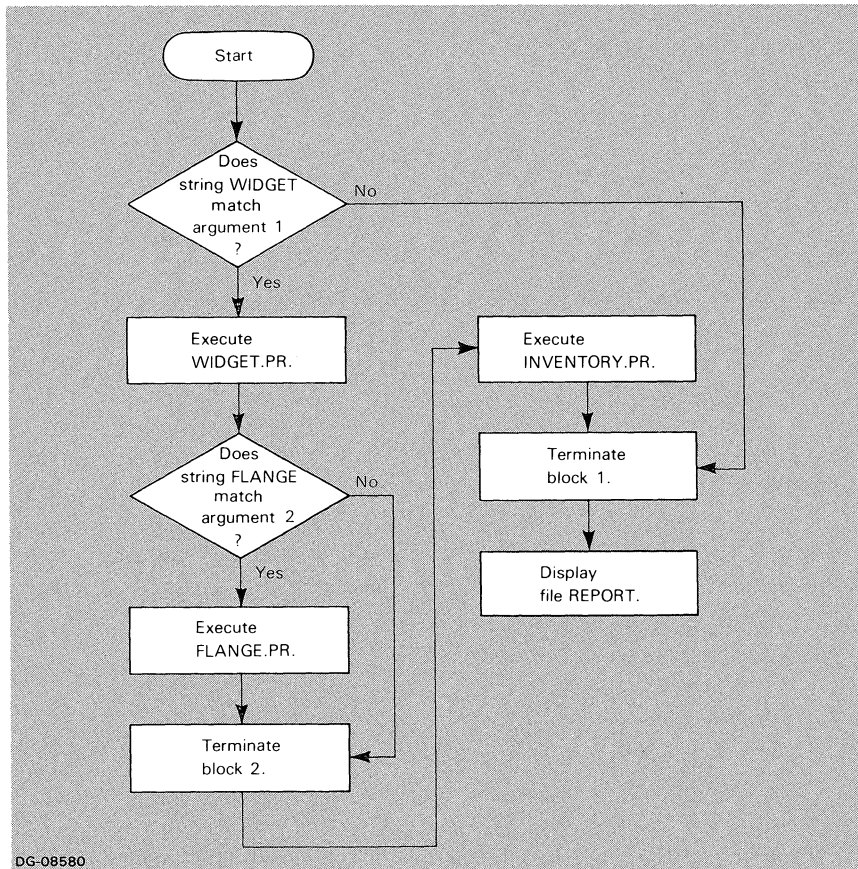 Start
Does
string WIDGET
match
argument 1
?
No
Yes
Execute
WIDGET.PR.
Does
string FLANGE
match
argument 2
?
No
Yes
Execute
FLANGE.PR.
Terminate
block 2.
Execute
INVENTORY.PR.
Terminate
block 1.
Display
file REPORT.
DG-08580